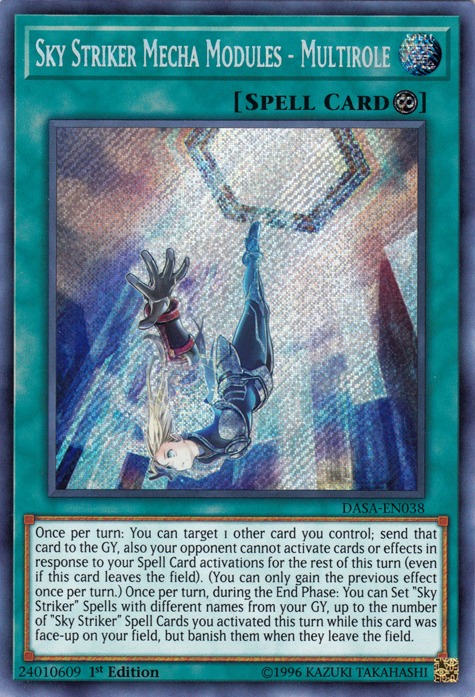 Sky Striker Mecha Modules - Multirole
[Spell Card]
DASA-EN038
Once per turn: You can target 1 other card you control; send
that card to the GY, also your opponent cannot activate cards or effects in
response to your Spell Card activations for the rest of this turn (even
if this card leaves the field). (You can only gain the previous effect
once per turn.) Once per turn, during the End Phase: You can Set "Sky
Striker" Spells with different names from your GY, up to the number
of "Sky Striker" Spell Cards you activated this turn while this card was
face-up on your field, but banish them when they leave the field.
24010609 1st Edition ©1996 KAZUKI TAKAHASHI